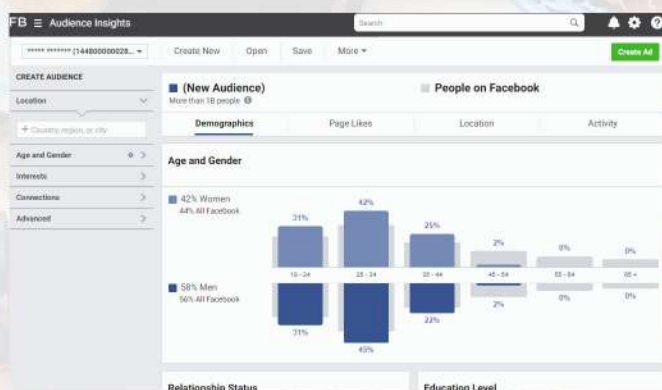 FB ☰ Audience Insights
Search
***** ******* (144800000028...
Create Now Open Save More
Create Ad
CREATE AUDIENCE
Location
+ Country, region, or city
Age and Gender
Interests
Connections
Advanced
(New Audience)
More than 1B people
People on Facebook
Demographics Page Likes Location Activity
Age and Gender
42% Women
44% All Facebook
31% 42% 25% 2% 0% 0%
18 - 24 25 - 34 35 - 44 45 - 54 55 - 64 65 +
58% Men
56% All Facebook
31% 45% 22% 2% 0% 0%
Relationship Status Education Level